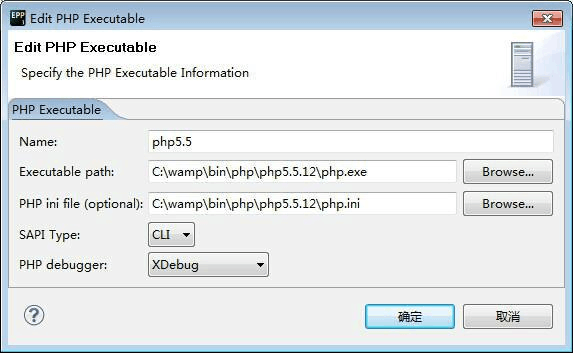 EPP Edit PHP Executable
Edit PHP Executable
Specify the PHP Executable Information
PHP Executable
Name: php5.5
Executable path: C:\wamp\bin\php\php5.5.12\php.exe Browse...
PHP ini file (optional): C:\wamp\bin\php\php5.5.12\php.ini Browse...
SAPI Type: CLI
PHP debugger: XDebug
? 确定 取消